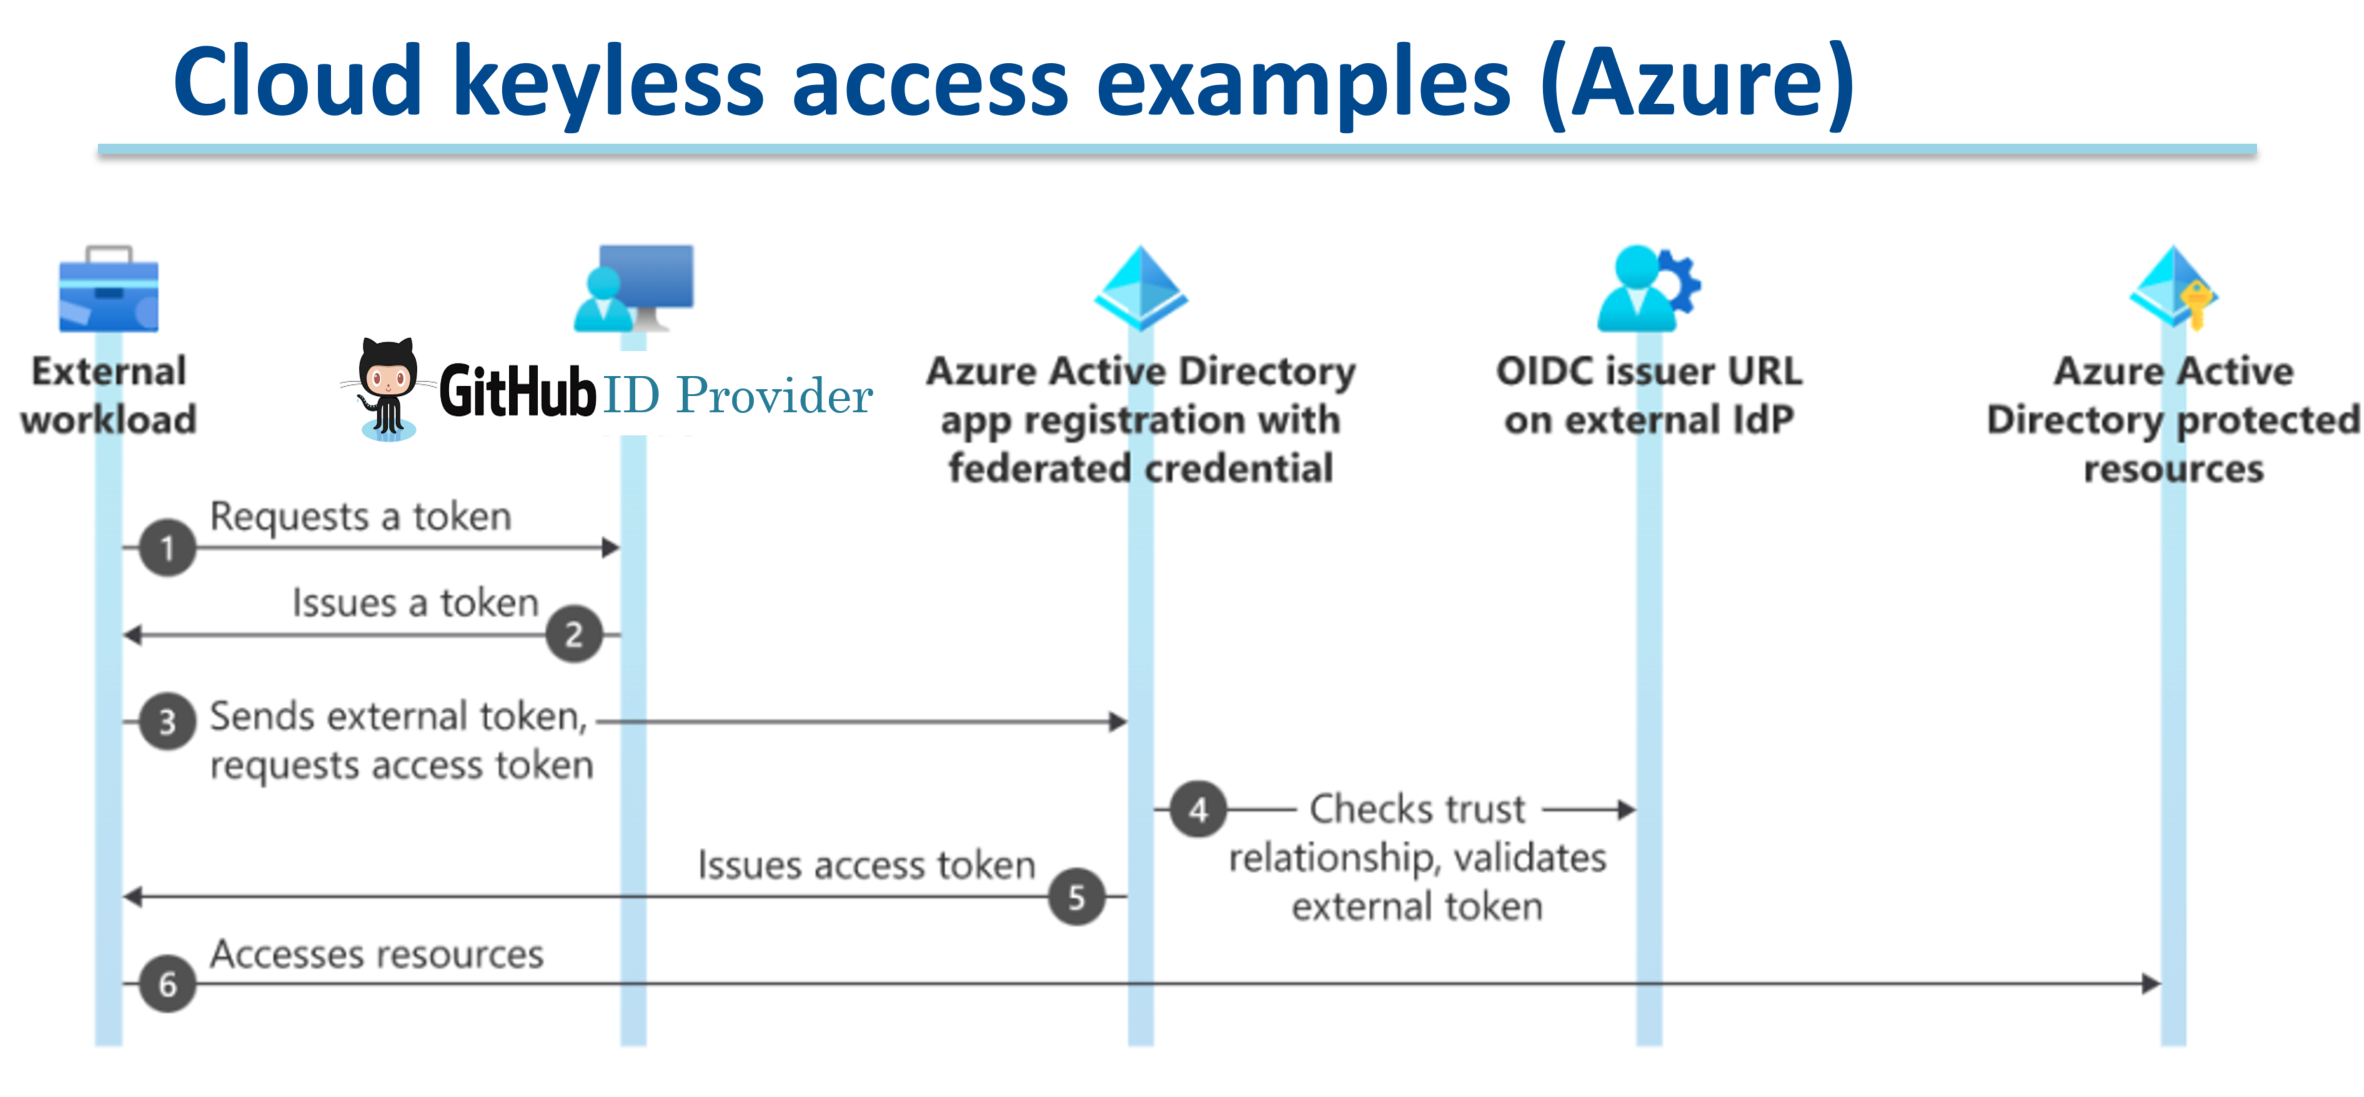 Cloud keyless access examples (Azure)
External
workload
GitHub ID Provider
Azure Active Directory
app registration with
federated credential
OIDC issuer URL
on external IdP
Azure Active
Directory protected
resources
1 Requests a token
Issues a token 2
3 Sends external token,
requests access token
4 Checks trust
relationship, validates
external token
Issues access token 5
6 Accesses resources